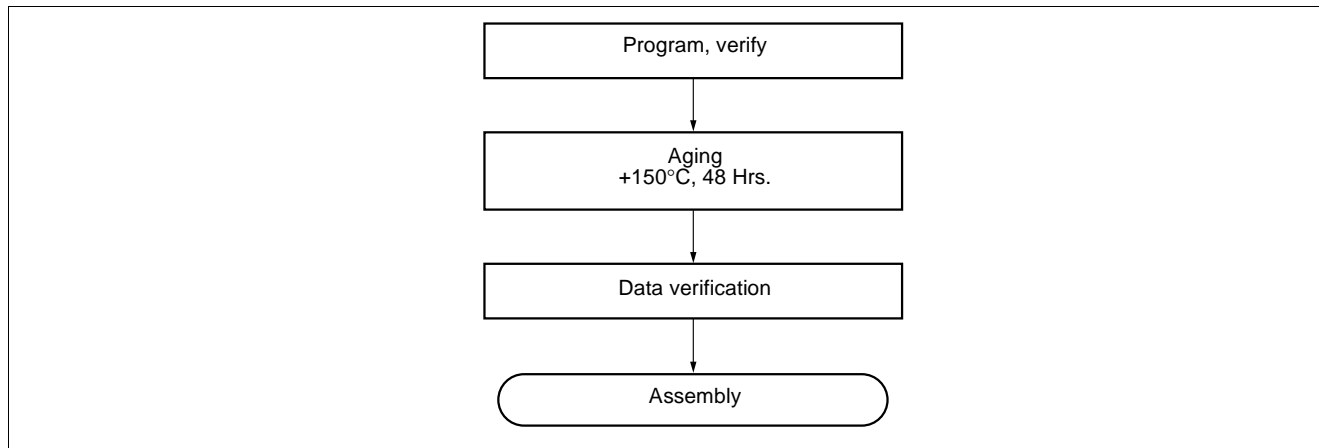 Program, verify
Aging
+150°C, 48 Hrs.
Data verification
Assembly